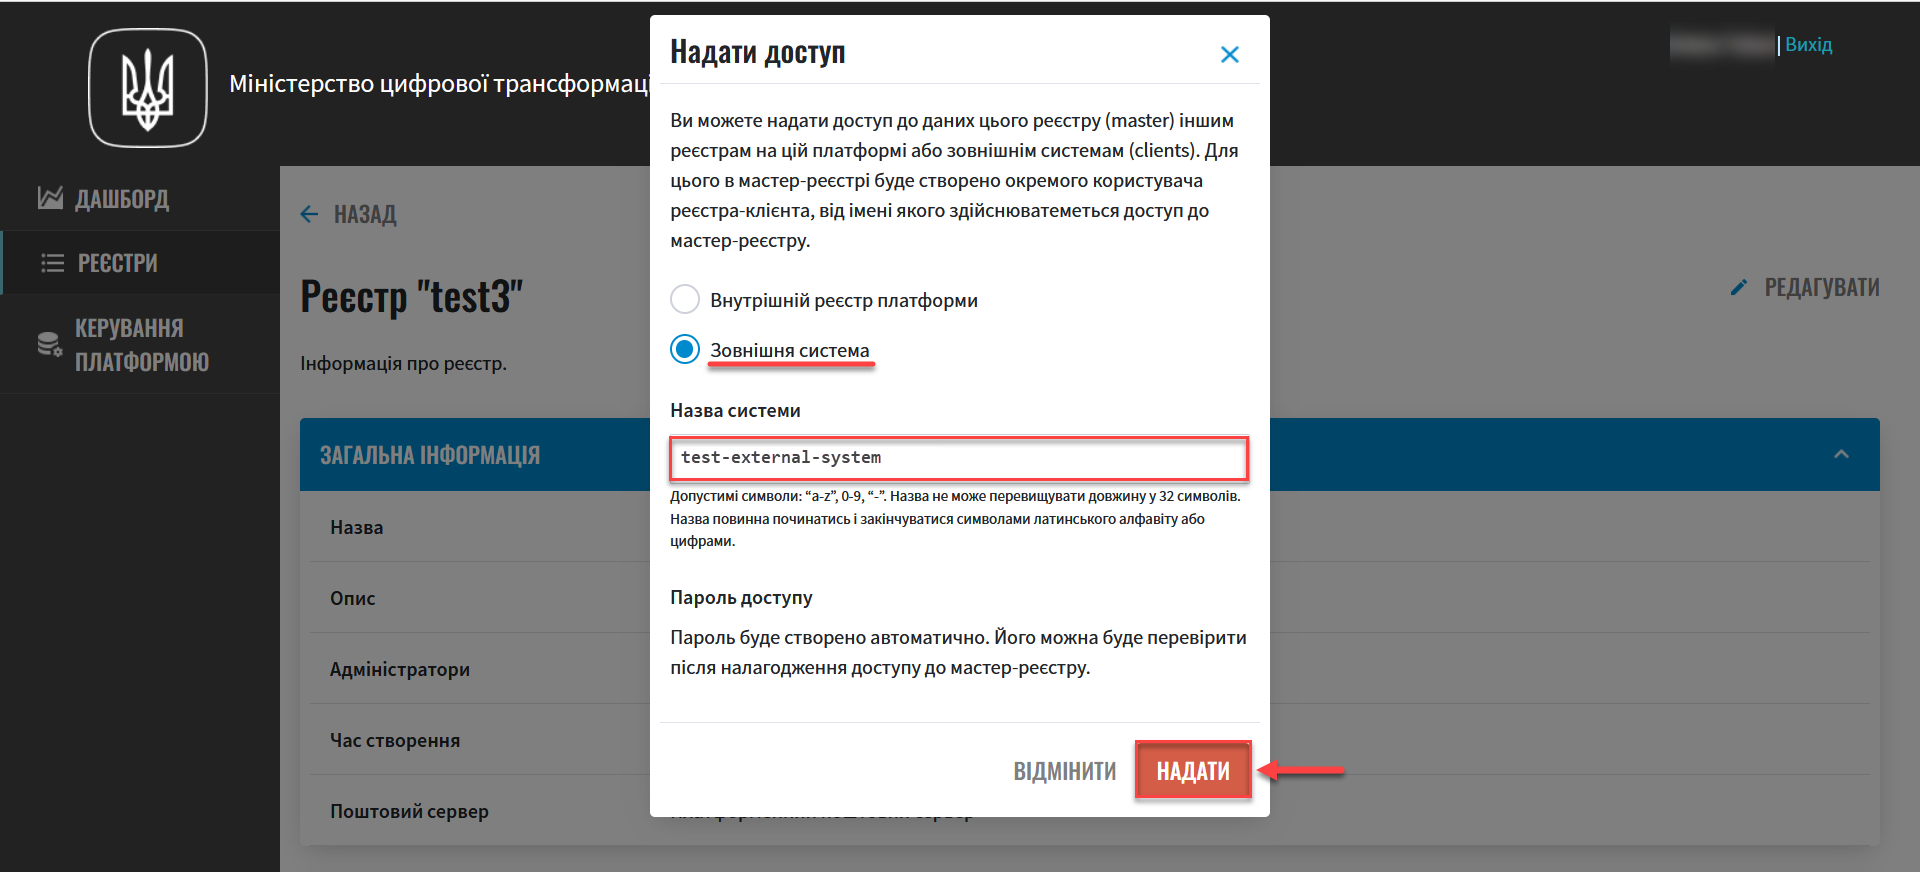 Міністерство цифрової трансформаці
Вихід
ДАШБОРД
РЕЄСТРИ
КЕРУВАННЯ
ПЛАТФОРМОЮ
НАЗАД
Реєстр "test3"
РЕДАГУВАТИ
Інформація про реєстр.
ЗАГАЛЬНА ІНФОРМАЦІЯ
Назва
Опис
Адміністратори
Час створення
Поштовий сервер
Надати доступ
Ви можете надати доступ до даних цього реєстру (master) іншим
реєстрам на цій платформі або зовнішнім системам (clients). Для
цього в мастер-реєстрі буде створено окремого користувача
реєстра-клієнта, від імені якого здійснюватеметься доступ до
мастер-реєстру.
Внутрішній реєстр платформи
Зовнішня система
Назва системи
test-external-system
Допустимі символи: “a-z”, 0-9, “-”. Назва не може перевищувати довжину у 32 символів.
Назва повинна починатись і закінчуватися символами латинського алфавіту або
цифрами.
Пароль доступу
Пароль буде створено автоматично. Його можна буде перевірити
після налагодження доступу до мастер-реєстру.
ВІДМІНИТИ
НАДАТИ